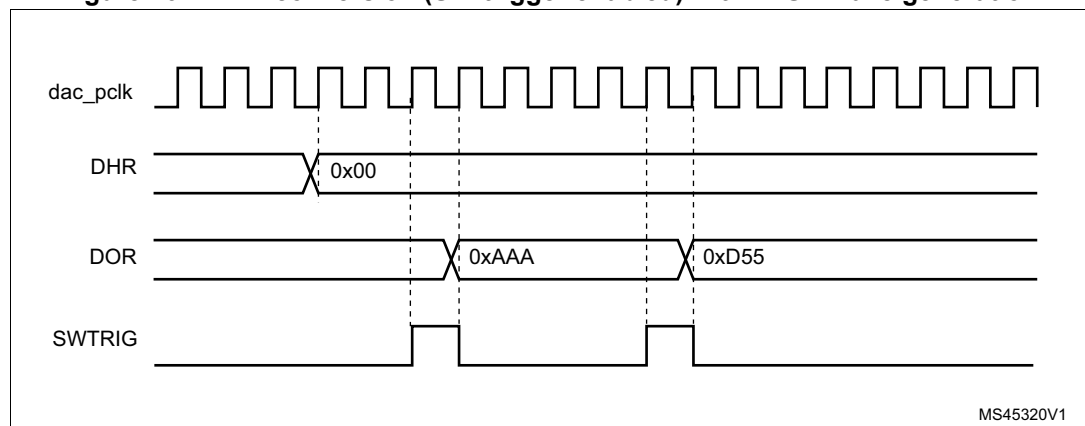 dac_pclk
DHR
0x00
DOR
0xAAA
0xD55
SWTRIG
MS45320V1